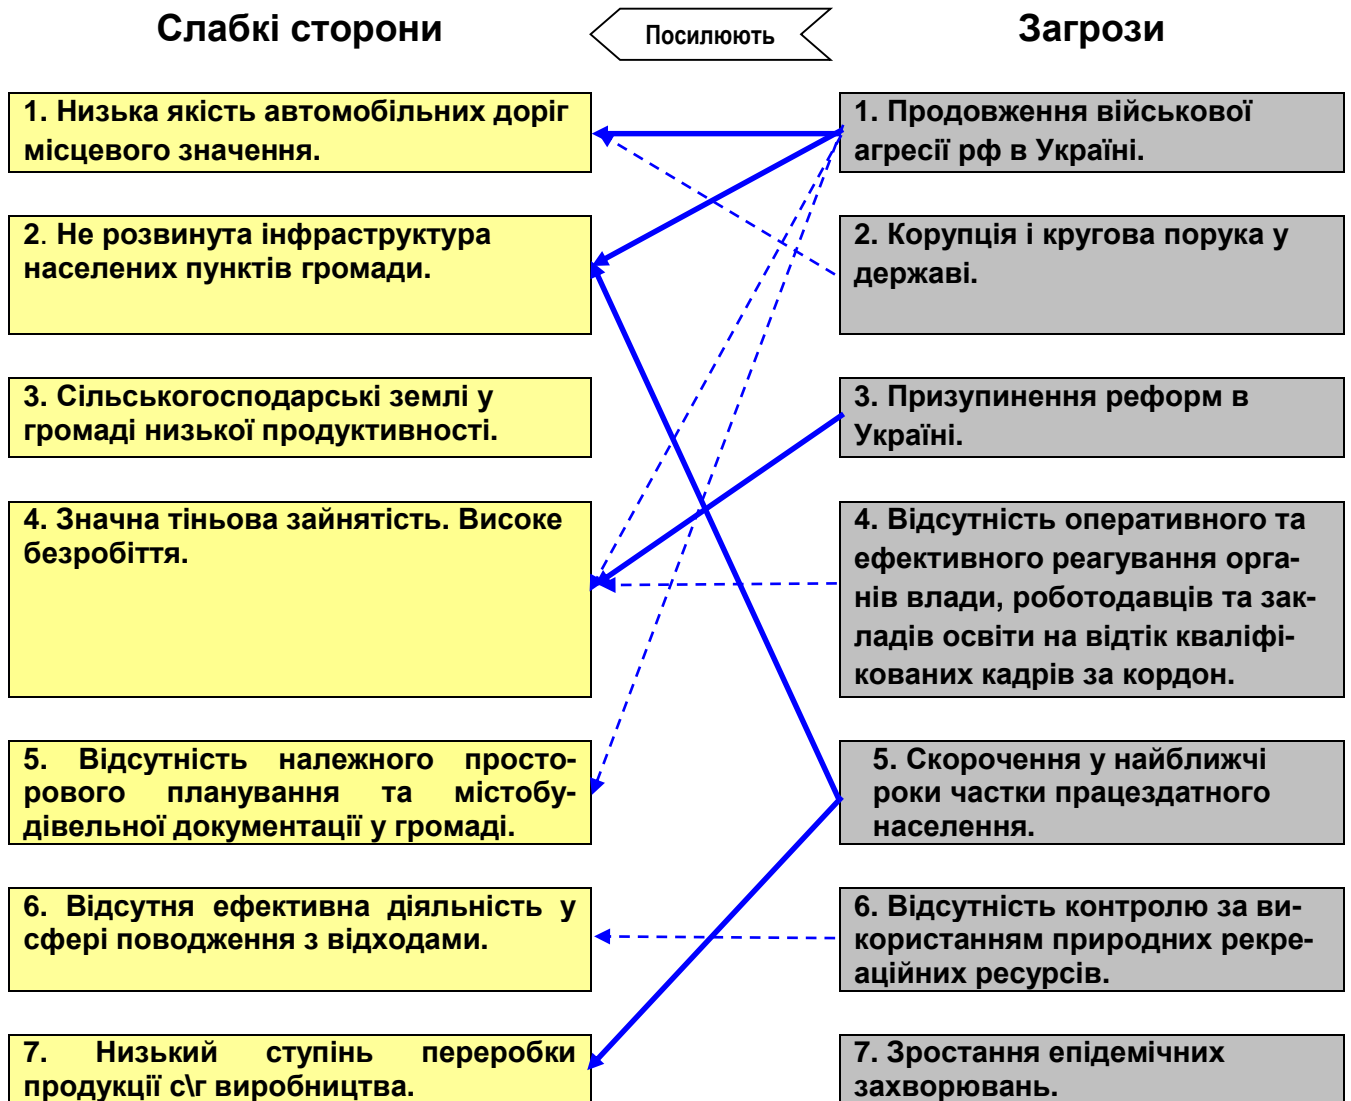 Слабкі сторони
Посилюють
Загрози
1. Низька якість автомобільних доріг
місцевого значення.
1. Продовження військової
агресії рф в Україні.
2. Не розвинута інфраструктура
населених пунктів громади.
2. Корупція і кругова порука у
державі.
3. Сільськогосподарські землі у
громаді низької продуктивності.
3. Призупинення реформ в
Україні.
4. Значна тіньова зайнятість. Високе
безробіття.
4. Відсутність оперативного та
ефективного реагування орга-
нів влади, роботодавців та зак-
ладів освіти на відтік кваліфі-
кованих кадрів за кордон.
5. Відсутність належного просто-
рового планування та містобу-
дівельної документації у громаді.
5. Скорочення у найближчі
роки частки працездатного
населення.
6. Відсутня ефективна діяльність у
сфері поводження з відходами.
6. Відсутність контролю за ви-
користанням природних рекре-
аційних ресурсів.
7. Низький ступінь переробки
продукції с\г виробництва.
7. Зростання епідемічних
захворювань.